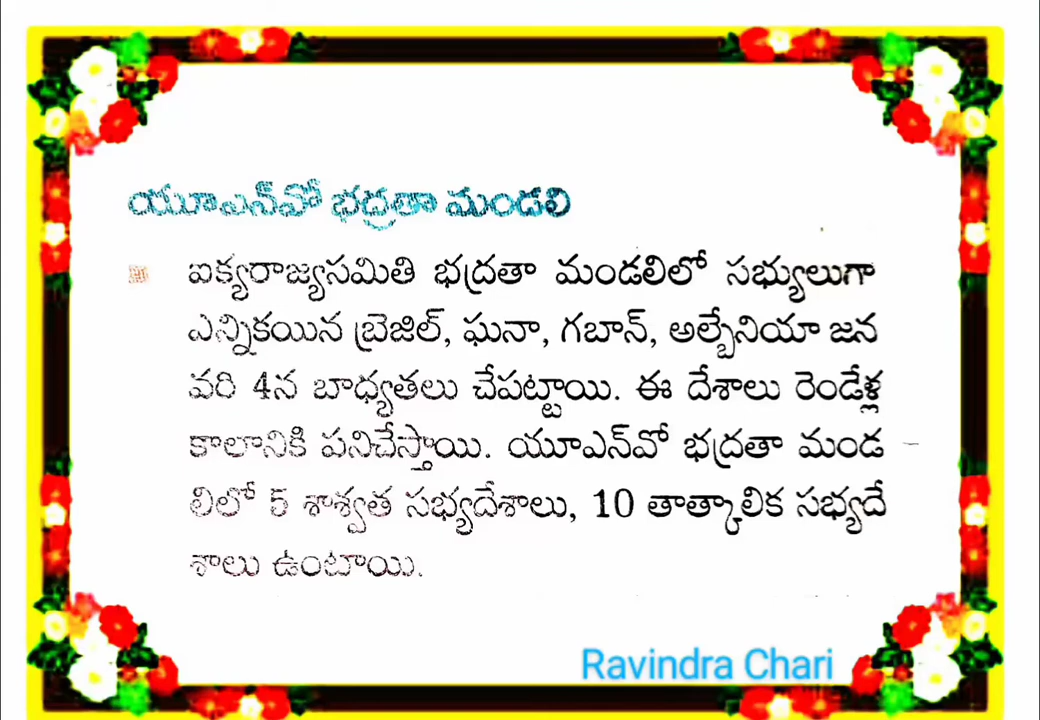 యూఎన్‌వో భద్రతా మండలి
ఐక్యరాజ్యసమితి భద్రతా మండలిలో సభ్యులుగా
ఎన్నికయిన బ్రెజిల్, ఘనా, గబాన్, అల్బేనియా జన
వరి 4న బాధ్యతలు చేపట్టాయి. ఈ దేశాలు రెండేళ్ల
కాలానికి పనిచేస్తాయి. యూఎన్‌వో భద్రతా మండ
లిలో 5 శాశ్వత సభ్యదేశాలు, 10 తాత్కాలిక సభ్యదే
శాలు ఉంటాయి.
Ravindra Chari